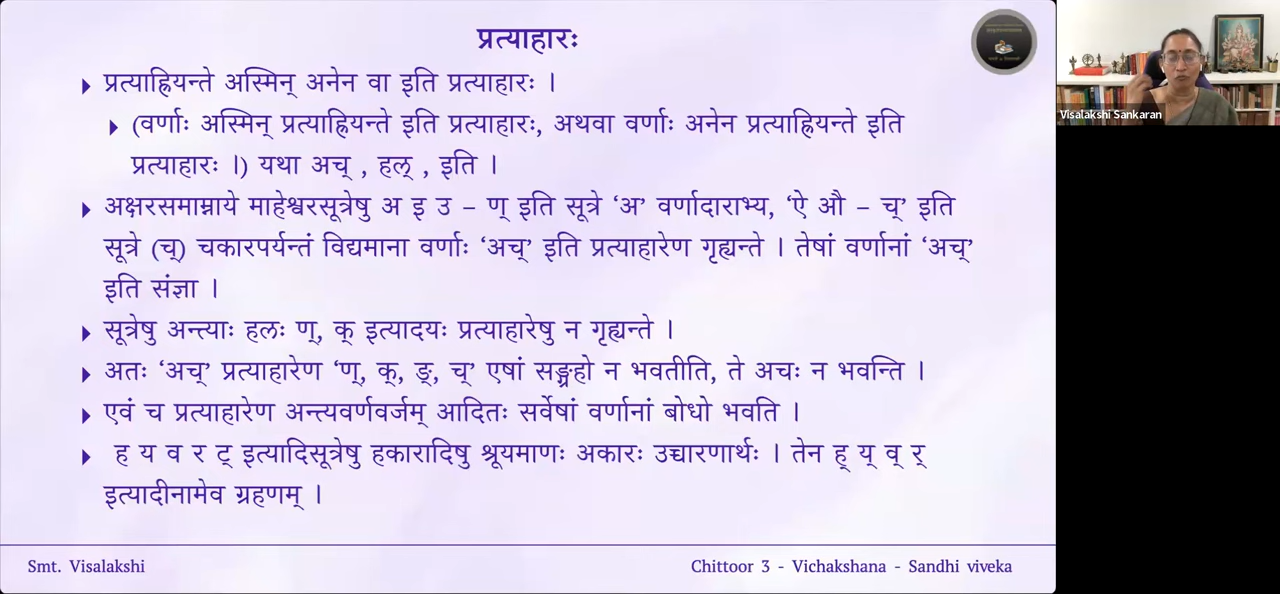 प्रत्याहारः
प्रत्याह्रियन्ते अस्मिन् अनेन वा इति प्रत्याहारः ।
(वर्णाः अस्मिन् प्रत्याह्रियन्ते इति प्रत्याहारः, अथवा वर्णाः अनेन प्रत्याह्रियन्ते इति
प्रत्याहारः ।) यथा अच् , हल् , इति ।
अक्षरसमाम्नाये माहेश्वरसूत्रेषु अ इ उ – ण् इति सूत्रे ‘अ’ वर्णादाराभ्य, ‘ऐ औ – च्’ इति
सूत्रे (च्) चकारपर्यन्तं विद्यमाना वर्णाः ‘अच्’ इति प्रत्याहारेण गृह्यन्ते । तेषां वर्णानां ‘अच्’
इति संज्ञा ।
सूत्रेषु अन्त्याः हलः ण्, क् इत्यादयः प्रत्याहारेषु न गृह्यन्ते ।
अतः ‘अच्’ प्रत्याहारेण ‘ण्, क्, ङ्, च्’ एषां सङ्ग्रहो न भवतीति, ते अचः न भवन्ति ।
एवं च प्रत्याहारेण अन्त्यवर्णवर्जम् आदितः सर्वेषां वर्णानां बोधो भवति ।
ह य व र ट् इत्यादिसूत्रेषु हकारादिषु श्रूयमाणः अकारः उच्चारणार्थः । तेन ह् य् व् र्
इत्यादीनामेव ग्रहणम् ।
Smt. Visalakshi
Chittoor 3 - Vichakshana - Sandhi viveka
Visalakshi Sankaran